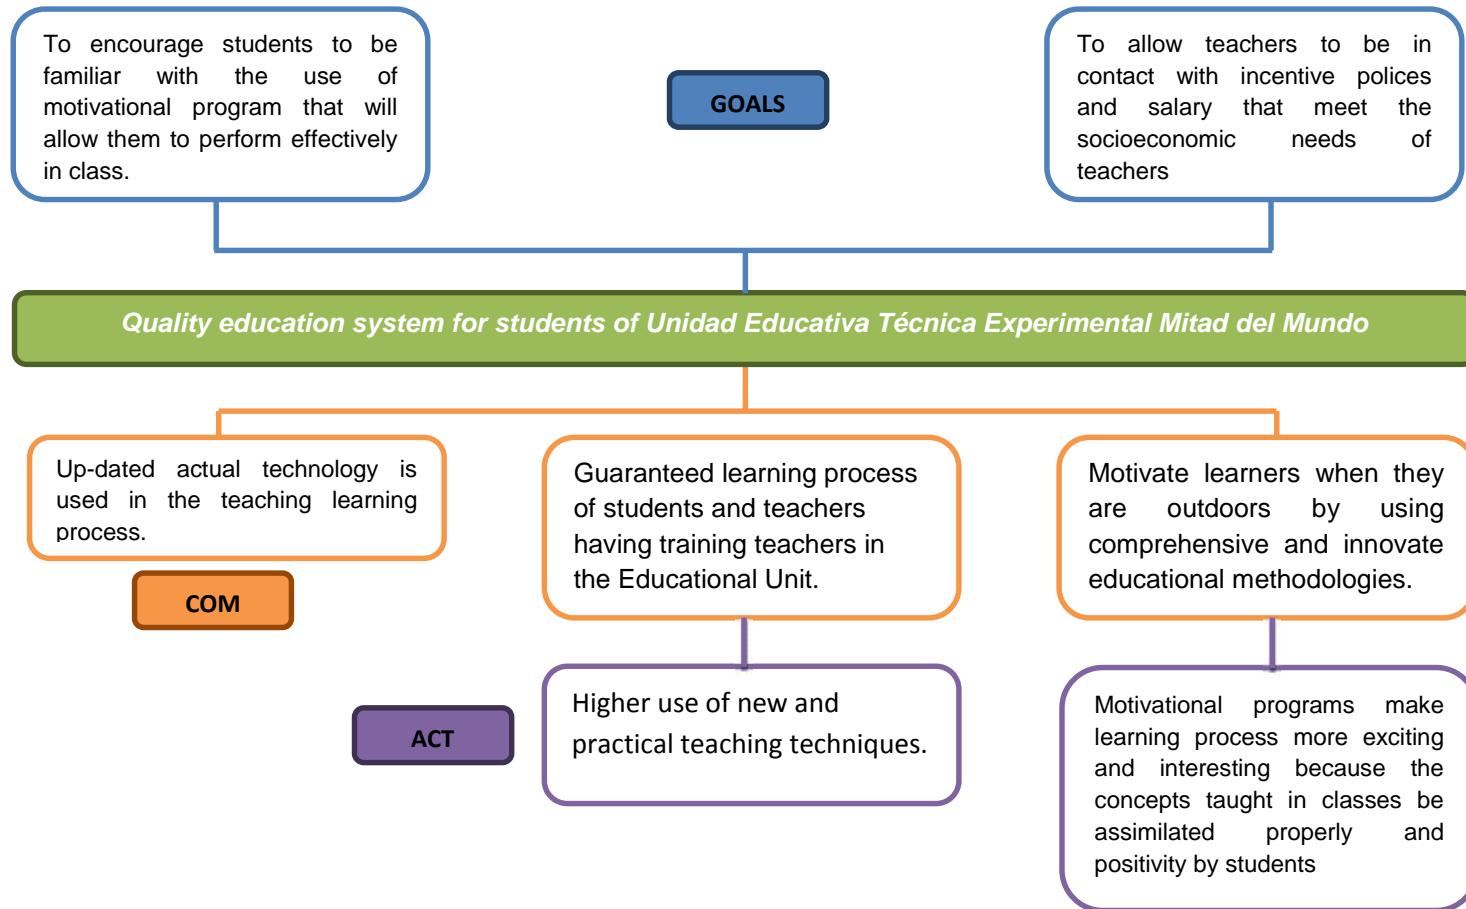 To encourage students to be
familiar with the use of
motivational program that will
allow them to perform effectively
in class.
GOALS
To allow teachers to be in
contact with incentive polices
and salary that meet the
socioeconomic needs of
teachers
Quality education system for students of Unidad Educativa Técnica Experimental Mitad del Mundo
Up-dated actual technology is
used in the teaching learning
process.
Guaranteed learning process
of students and teachers
having training teachers in
the Educational Unit.
Motivate learners when they
are outdoors by using
comprehensive and innovate
educational methodologies.
COM
ACT
Higher use of new and
practical teaching techniques.
Motivational programs make
learning process more exciting
and interesting because the
concepts taught in classes be
assimilated properly and
positivity by students